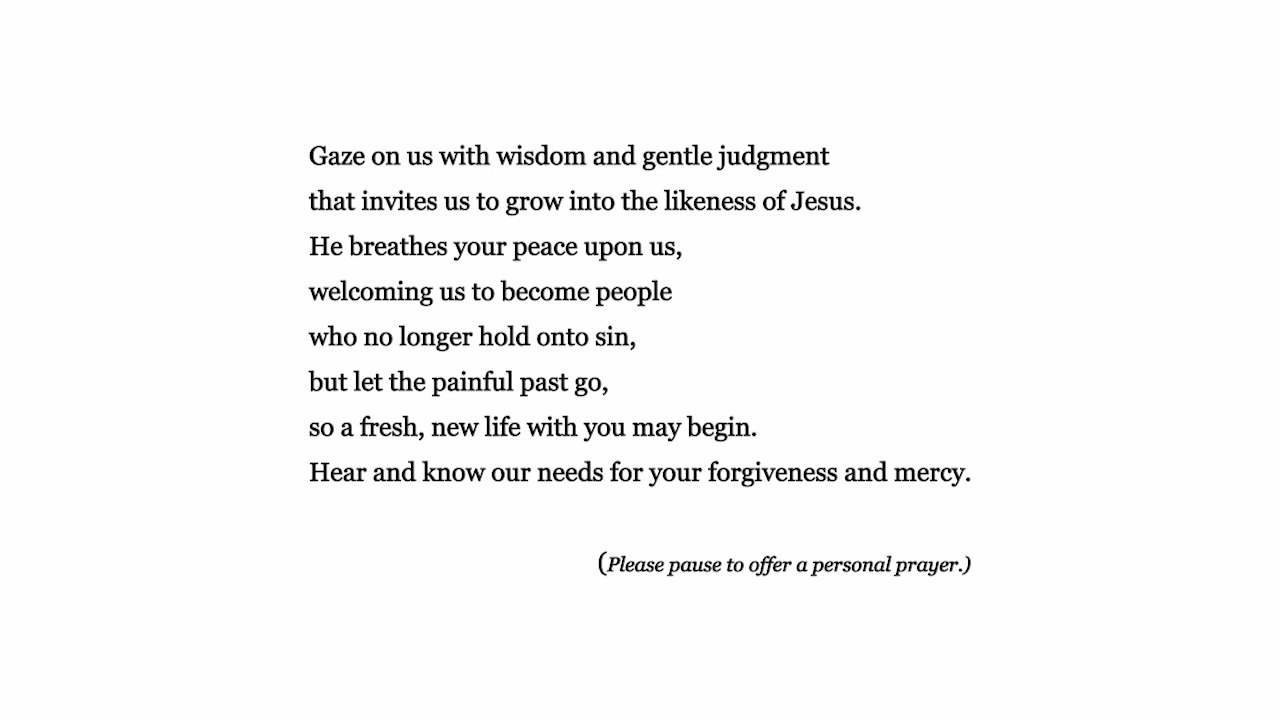 Gaze on us with wisdom and gentle judgment
that invites us to grow into the likeness of Jesus.
He breathes your peace upon us,
welcoming us to become people
who no longer hold onto sin,
but let the painful past go,
so a fresh, new life with you may begin.
Hear and know our needs for your forgiveness and mercy.
(Please pause to offer a personal prayer.)